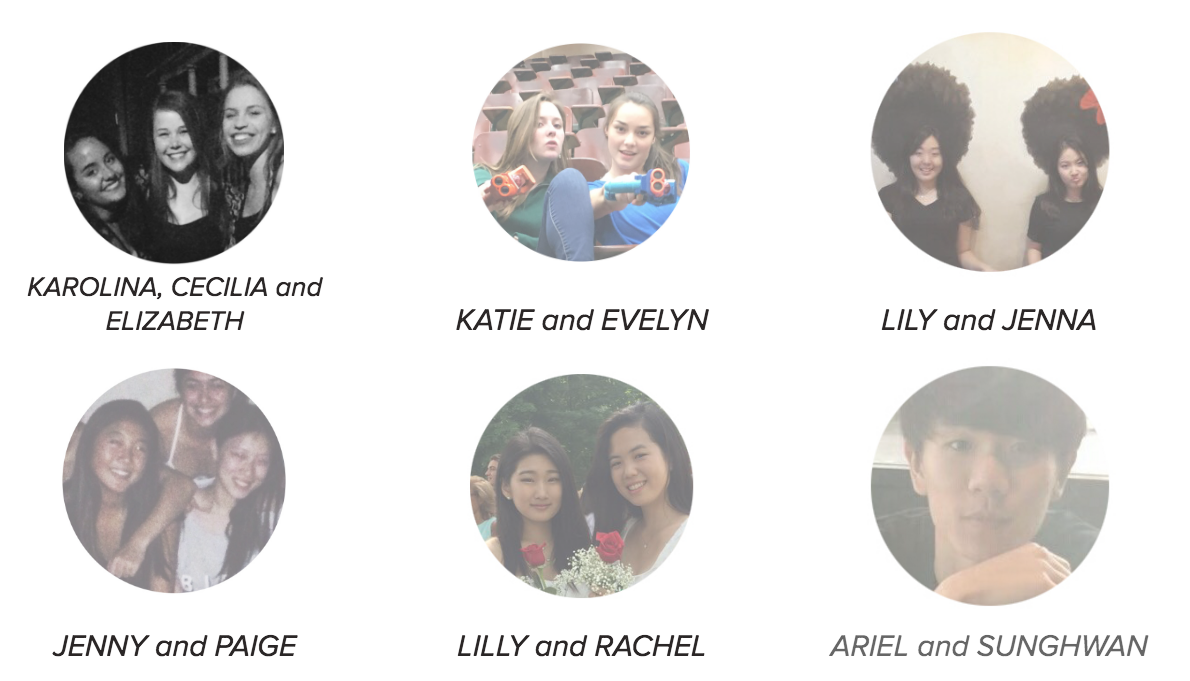 KAROLINA, CECILIA and
ELIZABETH
KATIE and EVELYN
LILY and JENNA
JENNY and PAIGE
LILLY and RACHEL
ARIEL and SUNGHWAN